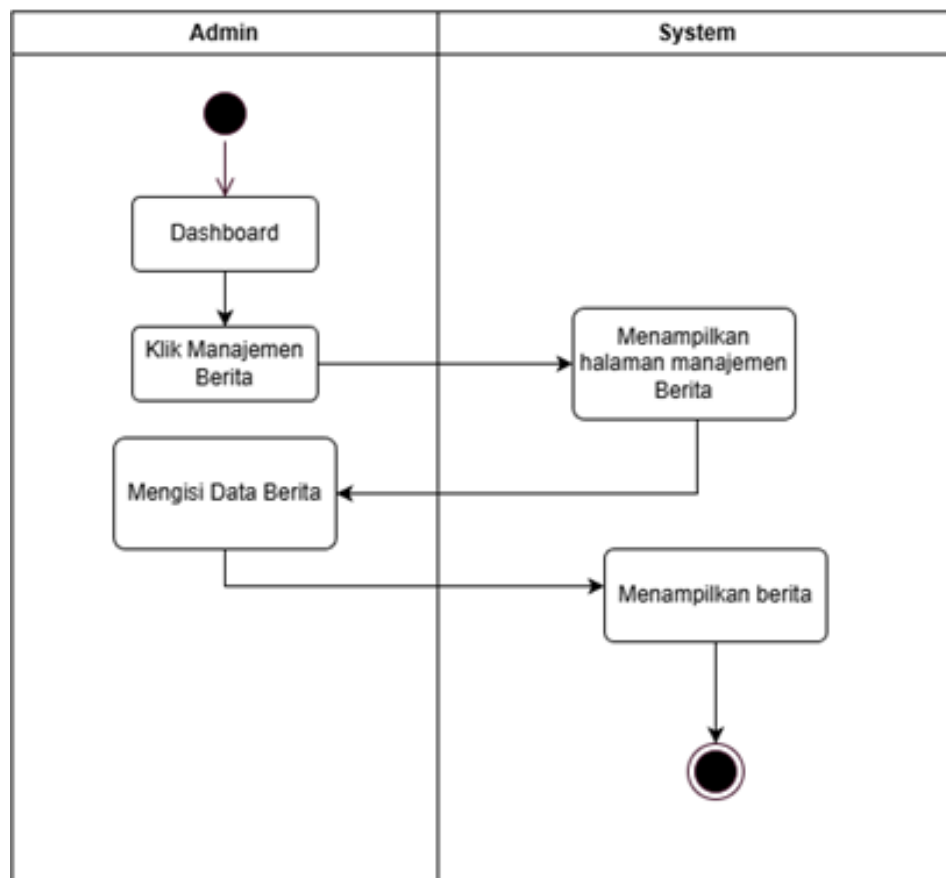 Admin
System
Dashboard
Klik Manajemen
Berita
Menampilkan
halaman manajemen
Berita
Mengisi Data Berita
Menampilkan berita